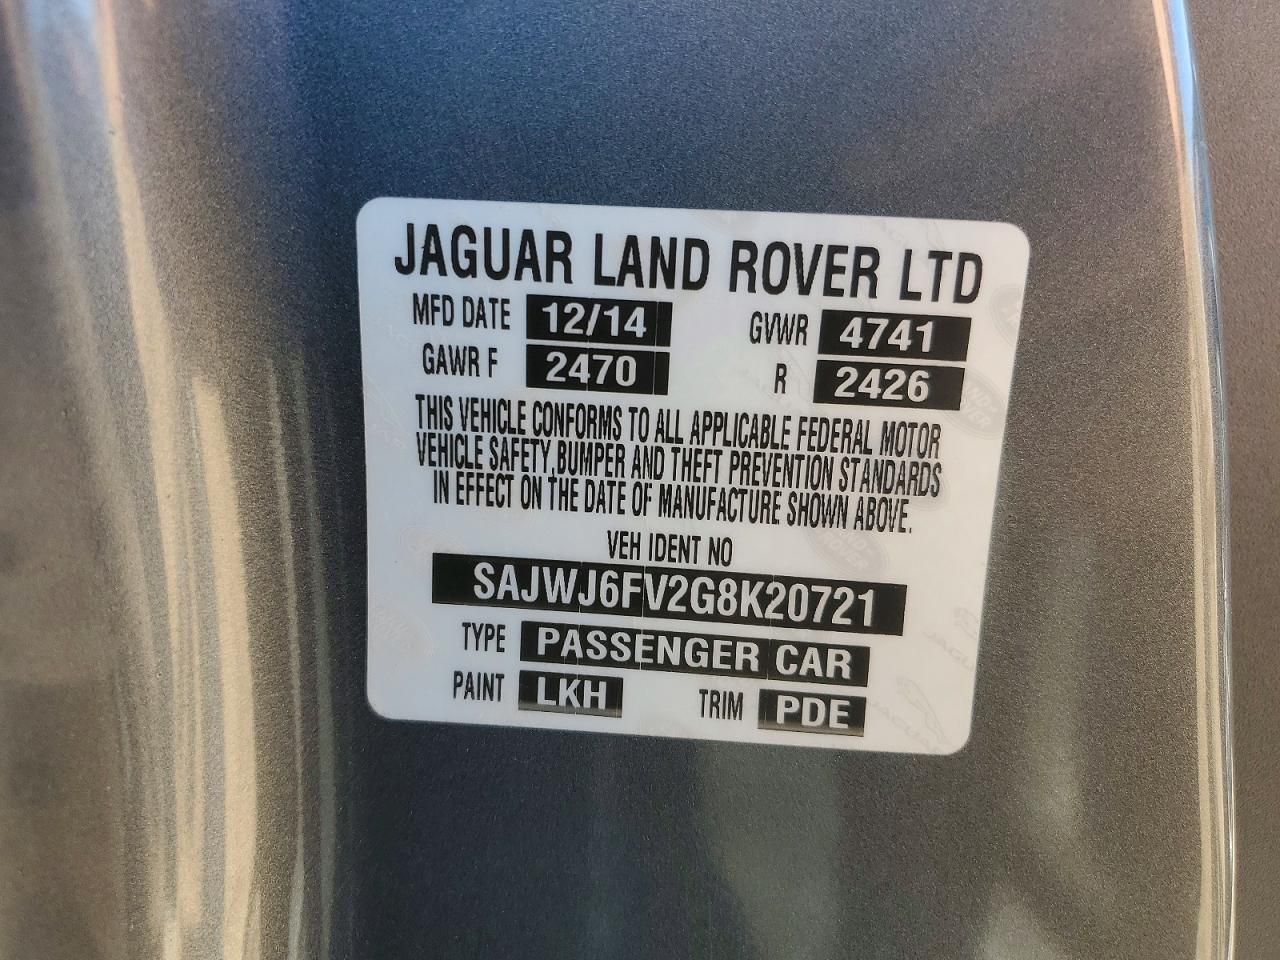 JAGUAR LAND ROVER LTD
MFD DATE 12/14 GVWR 4741
GAWR F 2470 R 2426
THIS VEHICLE CONFORMS TO ALL APPLICABLE FEDERAL MOTOR
VEHICLE SAFETY,BUMPER AND THEFT PREVENTION STANDARDS
IN EFFECT ON THE DATE OF MANUFACTURE SHOWN ABOVE.
VEH IDENT NO
SAJWJ6FV2G8K20721
TYPE PASSENGER CAR
PAINT LKH TRIM PDE